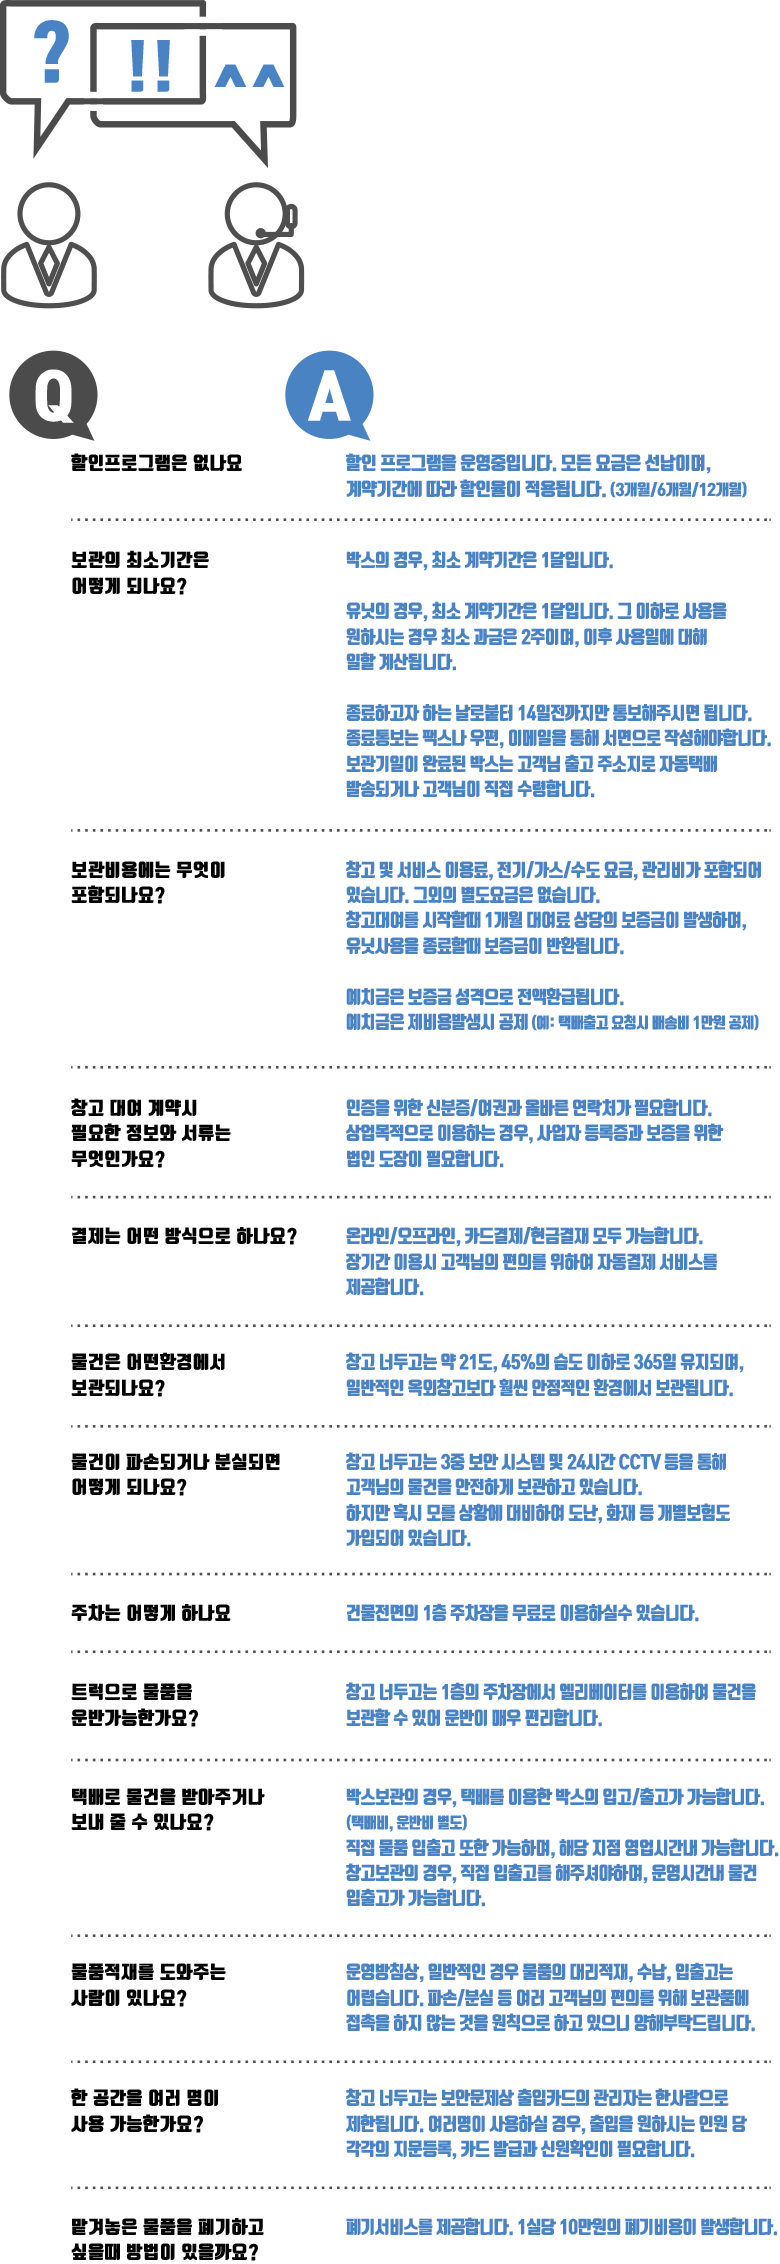 ?
!!
^^
Q
A
할인프로그램은 없나요
할인 프로그램을 운영중입니다. 모든 요금은 선납이며,
계약기간에 따라 할인율이 적용됩니다. (3개월/6개월/12개월)
보관의 최소기간은
어떻게 되나요?
박스의 경우, 최소 계약기간은 1달입니다.
유닛의 경우, 최소 계약기간은 1달입니다. 그 이하로 사용을
원하시는 경우 최소 과금은 2주이며, 이후 사용일에 대해
일할 계산됩니다.
종료하고자 하는 날로불터 14일전까지만 통보해주시면 됩니다.
종료통보는 팩스나 우편, 이메일을 통해 서면으로 작성해야합니다.
보관기일이 완료된 박스는 고객님 출고 주소지로 자동택배
발송되거나 고객님이 직접 수령합니다.
보관비용에는 무엇이
포함되나요?
창고 및 서비스 이용료, 전기/가스/수도 요금, 관리비가 포함되어
있습니다. 그외의 별도요금은 없습니다.
창고대여를 시작할때 1개월 대여료 상당의 보증금이 발생하며,
유닛사용을 종료할때 보증금이 반환됩니다.
예치금은 보증금 성격으로 전액환급됩니다.
예치금은 제비용발생시 공제 (예: 택배출고 요청시 배송비 1만원 공제)
창고 대여 계약시
필요한 정보와 서류는
무엇인가요?
인증을 위한 신분증/여권과 올바른 연락처가 필요합니다.
상업목적으로 이용하는 경우, 사업자 등록증과 보증을 위한
법인 도장이 필요합니다.
결제는 어떤 방식으로 하나요?
온라인/오프라인, 카드결제/현금결재 모두 가능합니다.
장기간 이용시 고객님의 편의를 위하여 자동결제 서비스를
제공합니다.
물건은 어떤환경에서
보관되나요?
창고 너두고는 약 21도, 45%의 습도 이하로 365일 유지되며,
일반적인 옥외창고보다 훨씬 안정적인 환경에서 보관됩니다.
물건이 파손되거나 분실되면
어떻게 되나요?
창고 너두고는 3중 보안 시스템 및 24시간 CCTV 등을 통해
고객님의 물건을 안전하게 보관하고 있습니다.
하지만 혹시 모를 상황에 대비하여 도난, 화재 등 개별보험도
가입되어 있습니다.
주차는 어떻게 하나요
건물전면의 1층 주차장을 무료로 이용하실수 있습니다.
트럭으로 물품을
운반가능한가요?
창고 너두고는 1층의 주차장에서 엘리베이터를 이용하여 물건을
보관할 수 있어 운반이 매우 편리합니다.
택배로 물건을 받아주거나
보내 줄 수 있나요?
박스보관의 경우, 택배를 이용한 박스의 입고/출고가 가능합니다.
(택배비, 운반비 별도)
직접 물품 입출고 또한 가능하며, 해당 지점 영업시간내 가능합니다.
창고보관의 경우, 직접 입출고를 해주셔야하며, 운영시간내 물건
입출고가 가능합니다.
물품적재를 도와주는
사람이 있나요?
운영방침상, 일반적인 경우 물품의 대리적재, 수납, 입출고는
어렵습니다. 파손/분실 등 여러 고객님의 편의를 위해 보관품에
접촉을 하지 않는 것을 원칙으로 하고 있으니 양해부탁드립니다.
한 공간을 여러 명이
사용 가능한가요?
창고 너두고는 보안문제상 출입카드의 관리자는 한사람으로
제한됩니다. 여러명이 사용하실 경우, 출입을 원하시는 인원 당
각각의 지문등록, 카드 발급과 신원확인이 필요합니다.
맡겨놓은 물품을 폐기하고
싶을때 방법이 있을까요?
폐기서비스를 제공합니다. 1실당 10만원의 폐기비용이 발생합니다.